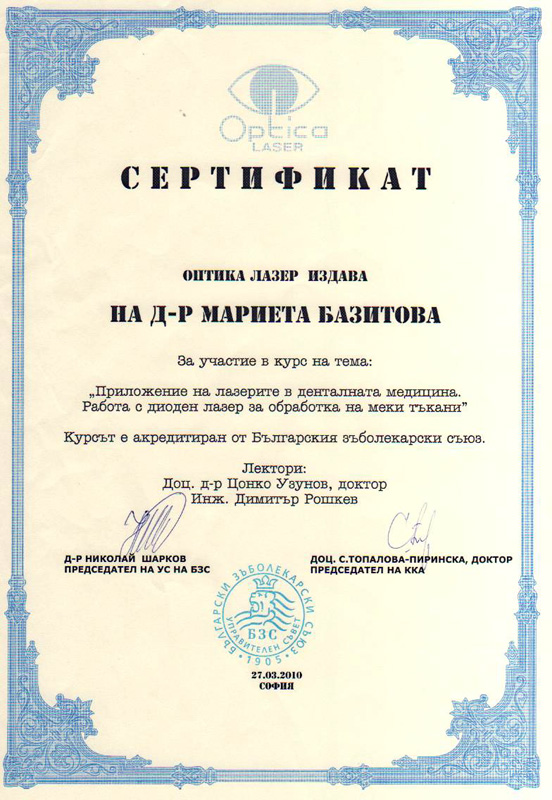 Optica
LASER
СЕРТИФИКАТ
ОПТИКА ЛАЗЕР ИЗДАВА
НА Д-Р МАРИЕТА БАЗИТОВА
За участие в курс на тема:
„Приложение на лазерите в денталната медицина.
Работа с диоден лазер за обработка на меки тъкани”
Курсът е акредитиран от Българския зъболекарски съюз.
Лектори:
Доц. д-р Цонко Узунов, доктор
Инж. Димитър Рошкев
Д-Р НИКОЛАЙ ШАРКОВ
ПРЕДСЕДАТЕЛ НА УС НА БЗС
ДОЦ. С.ТОПАЛОВА-ПИРИНСКА, ДОКТОР
ПРЕДСЕДАТЕЛ НА ККА
БЪЛГАРСКИ ЗЪБОЛЕКАРСКИ СЪЮЗ
УПРАВИТЕЛЕН СЪВЕТ
БЗС
1905
27.03.2010
СОФИЯ